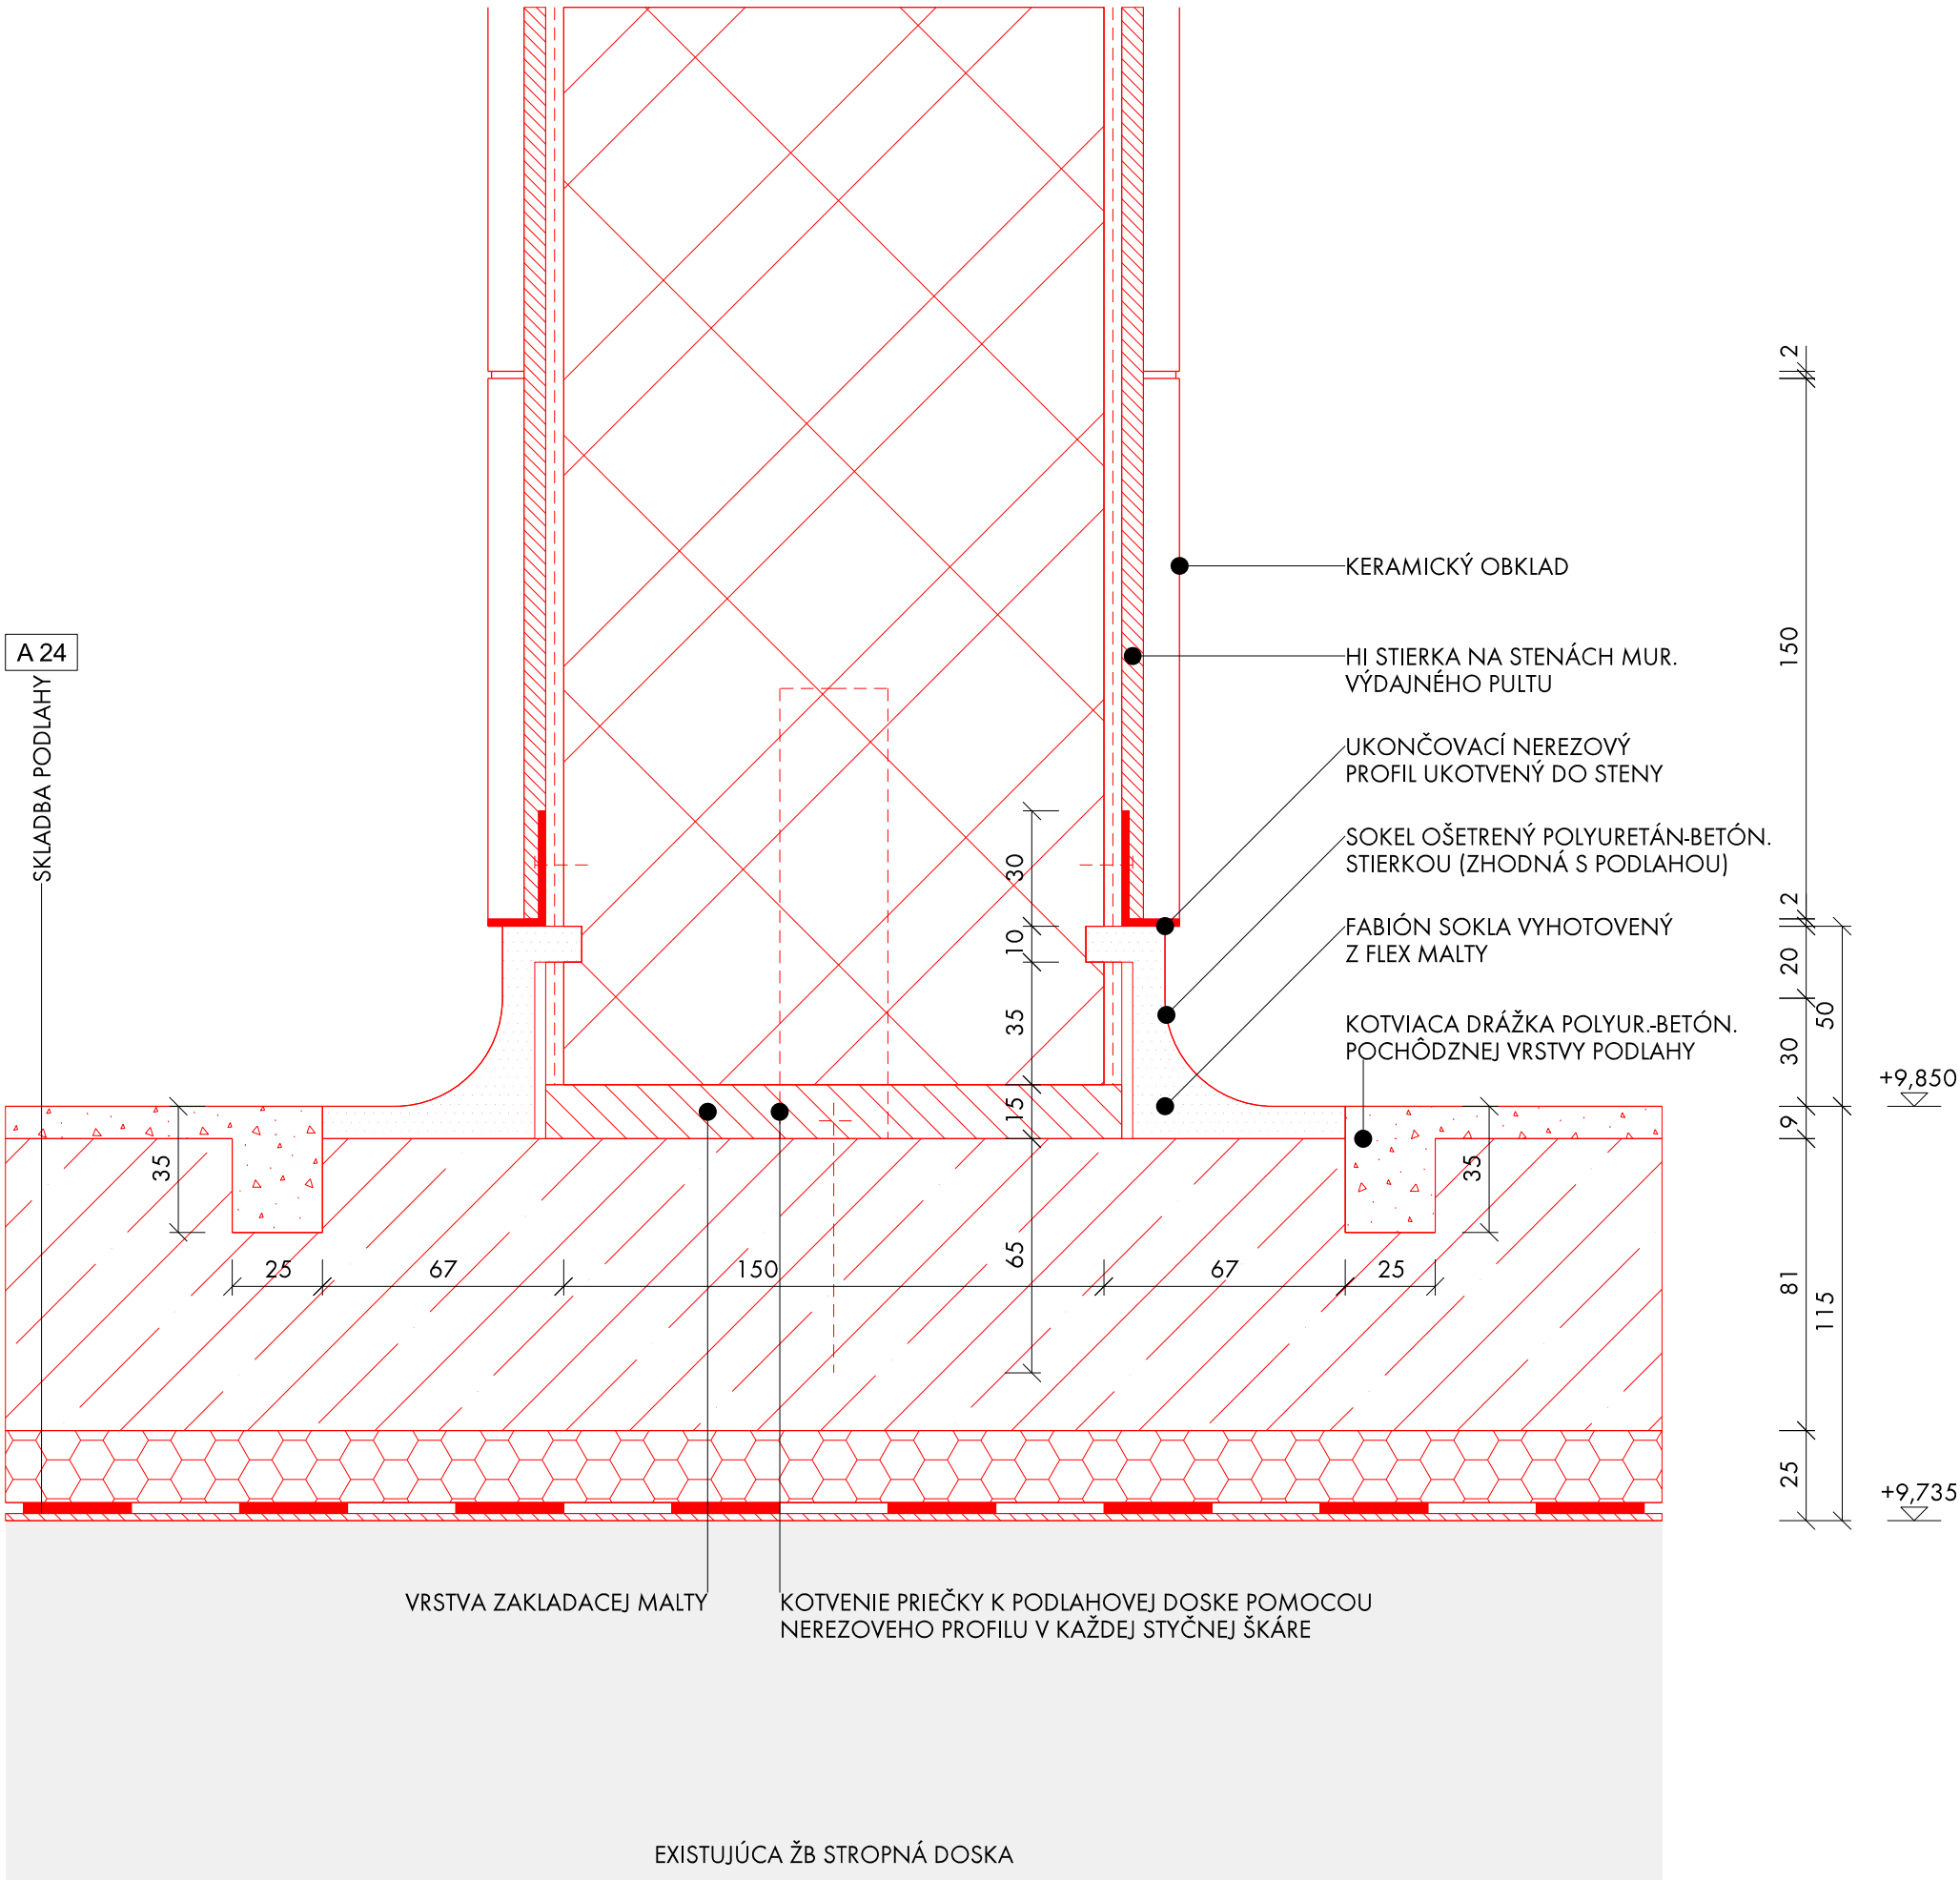 2
KERAMICKÝ OBKLAD
A 24
SKLADBA PODLAHY
150
HI STIERKA NA STENÁCH MUR.
VÝDAJNÉHO PULTU
UKONČOVACÍ NEREZOVÝ
PROFIL UKOTVENÝ DO STENY
30
SOKEL OŠETRENÝ POLYURETÁN-BETÓN.
STIERKOU (ZHODNÁ S PODLAHOU)
2
10
FABIÓN SOKLA VYHOTOVENÝ
Z FLEX MALTY
20
50
35
KOTVIACA DRÁŽKA POLYUR.-BETÓN.
POCHÔDZNEJ VRSTVY PODLAHY
30
+9,850
15
9
35
35
65
25
67
150
67
25
81
115
25
+9,735
VRSTVA ZAKLADACEJ MALTY
KOTVENIE PRIEČKY K PODLAHOVEJ DOSKE POMOCOU
NEREZOVEHO PROFILU V KAŽDEJ STYČNEJ ŠKÁRE
EXISTUJÚCA ŽB STROPNÁ DOSKA